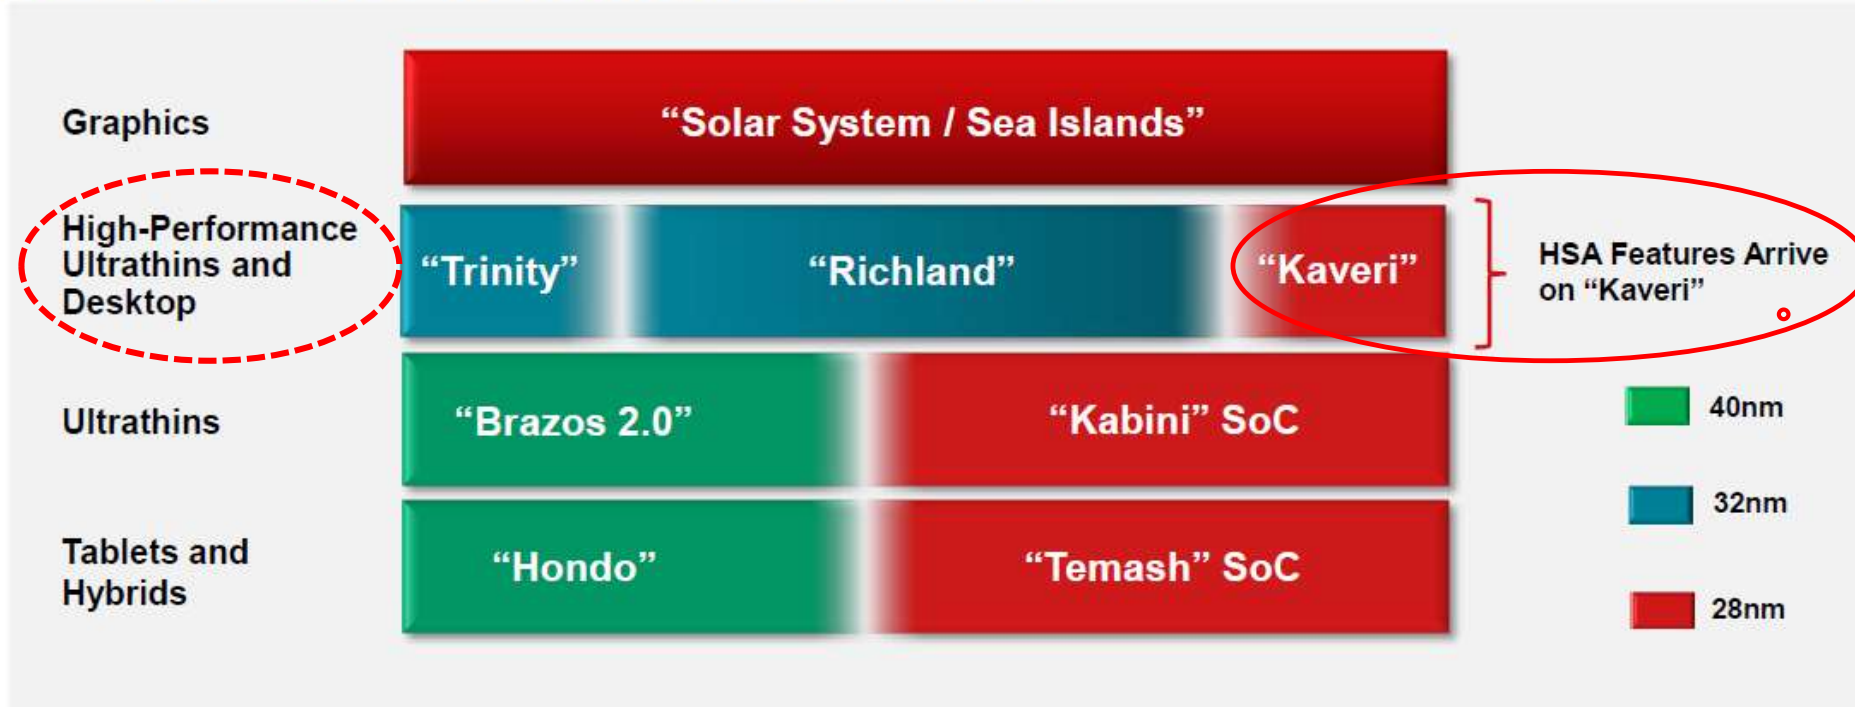 Graphics
“Solar System / Sea Islands”
High-Performance
Ultrathins and
Desktop
“Trinity”
“Richland”
“Kaveri”
HSA Features Arrive
on “Kaveri”
Ultrathins
“Brazos 2.0”
“Kabini” SoC
Tablets and
Hybrids
“Hondo”
“Temash” SoC
40nm
32nm
28nm